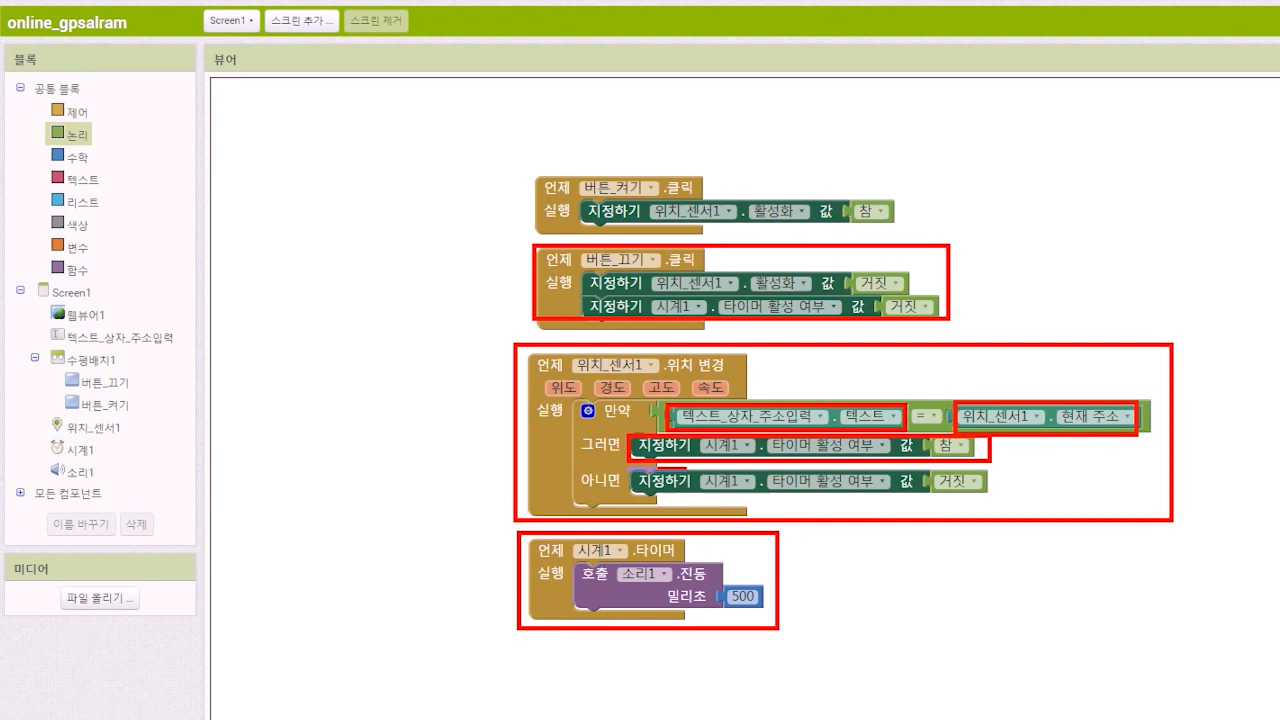 online_gpsalram
Screen1 스크린 추가 ... 스크린 제거
블록
뷰어
공통 블록
제어
논리
수학
텍스트
리스트
색상
변수
함수
Screen1
웹뷰어1
텍스트_상자_주소입력
수평배치1
버튼_끄기
버튼_켜기
위치_센서1
시계1
소리1
모든 컴포넌트
이름 바꾸기 삭제
미디어
파일 올리기 ...
언제 버튼_켜기 .클릭
실행 지정하기 위치_센서1 . 활성화 값 참
언제 버튼_끄기 .클릭
실행 지정하기 위치_센서1 . 활성화 값 거짓
지정하기 시계1 . 타이머 활성 여부 값 거짓
언제 위치_센서1 .위치 변경
위도 경도 고도 속도
실행 만약 텍스트_상자_주소입력 . 텍스트 = 위치_센서1 . 현재 주소
그러면 지정하기 시계1 . 타이머 활성 여부 값 참
아니면 지정하기 시계1 . 타이머 활성 여부 값 거짓
언제 시계1 .타이머
실행 호출 소리1 .진동
밀리초 500